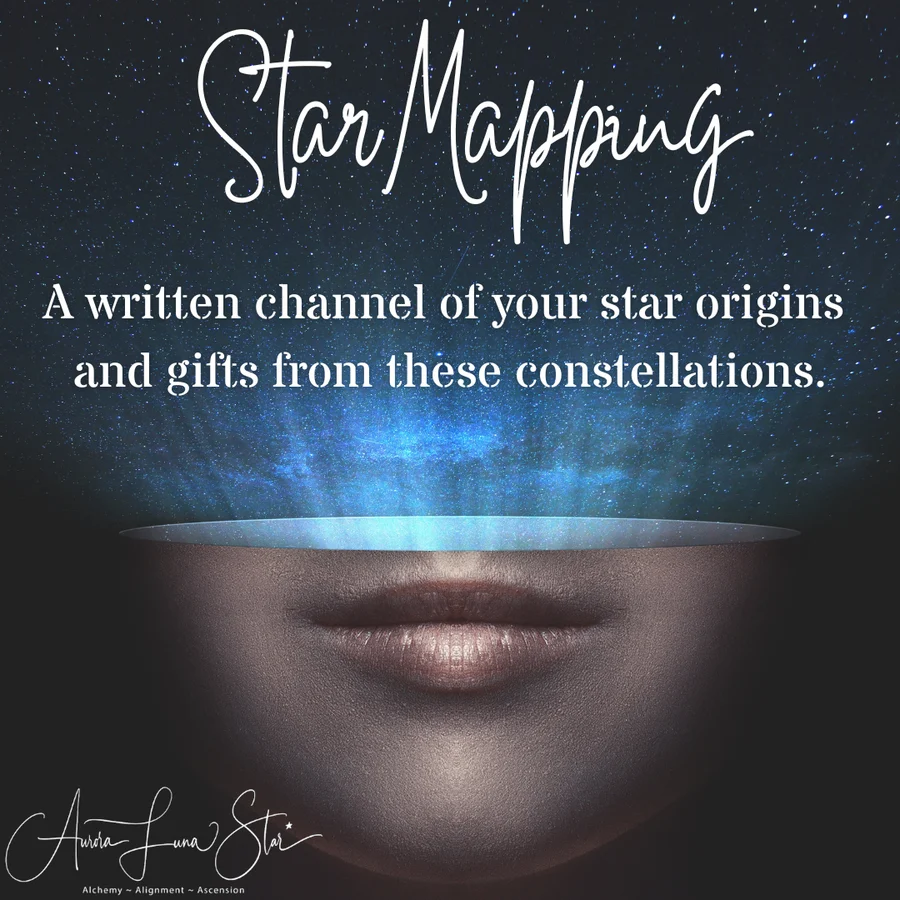 Star Mapping
A written channel of your star origins
and gifts from these constellations.
Aurora Luna Star
Alchemy ~ Alignment ~ Ascension